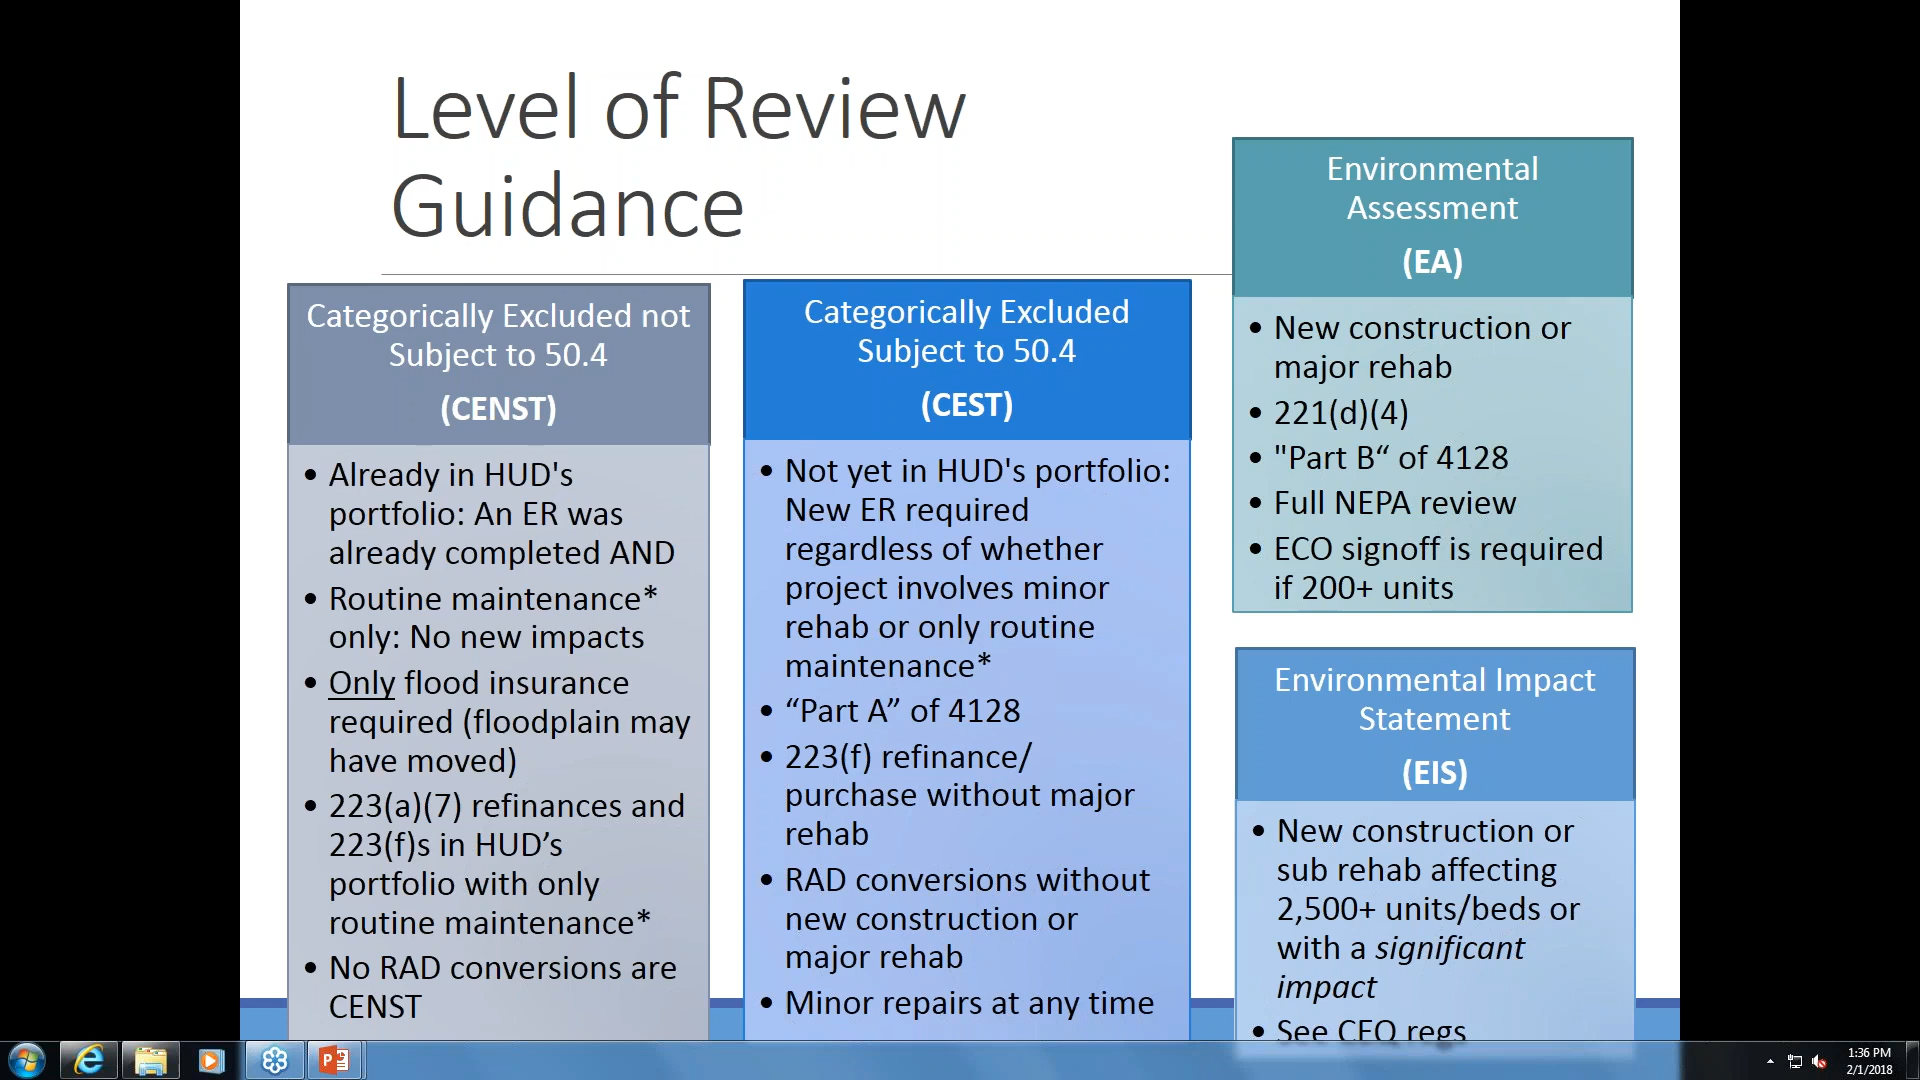 Level of Review
Guidance
Categorically Excluded not
Subject to 50.4
(CENST)
• Already in HUD's
portfolio: An ER was
already completed AND
• Routine maintenance*
only: No new impacts
• Only flood insurance
required (floodplain may
have moved)
• 223(a)(7) refinances and
223(f)s in HUD’s
portfolio with only
routine maintenance*
• No RAD conversions are
CENST
Categorically Excluded
Subject to 50.4
(CEST)
• Not yet in HUD's portfolio:
New ER required
regardless of whether
project involves minor
rehab or only routine
maintenance*
• “Part A” of 4128
• 223(f) refinance/
purchase without major
rehab
• RAD conversions without
new construction or
major rehab
• Minor repairs at any time
Environmental
Assessment
(EA)
• New construction or
major rehab
• 221(d)(4)
• "Part B“ of 4128
• Full NEPA review
• ECO signoff is required
if 200+ units
Environmental Impact
Statement
(EIS)
• New construction or
sub rehab affecting
2,500+ units/beds or
with a significant
impact
• See CEQ regs
1:36 PM
2/1/2018